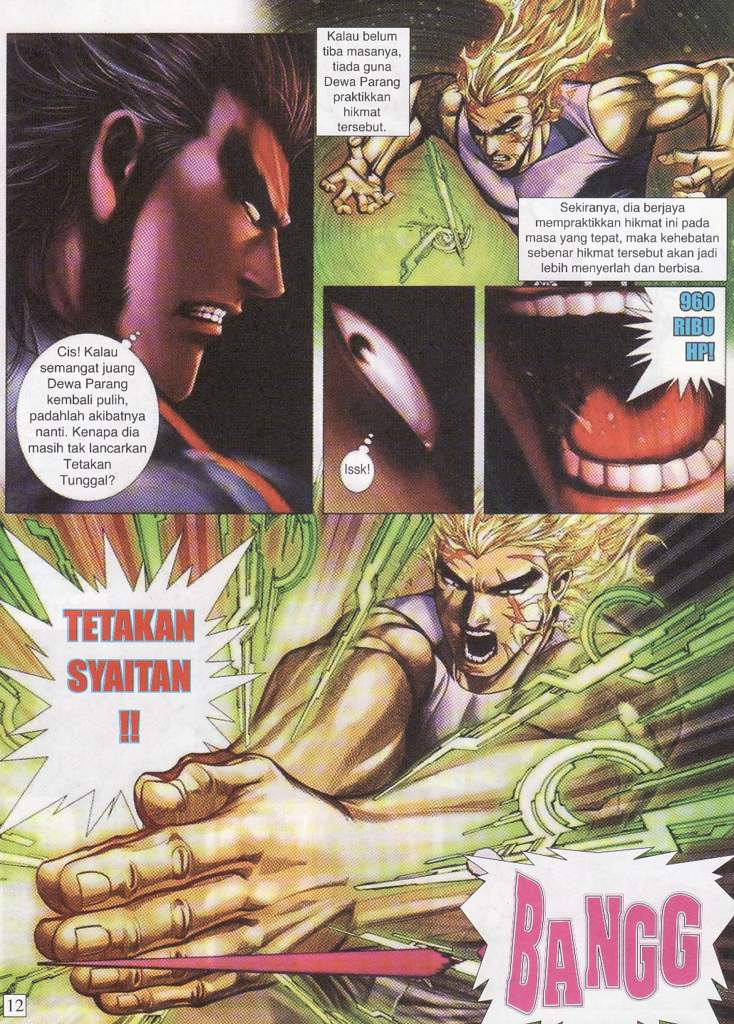 Kalau belum
tiba masanya,
tiada guna
Dewa Parang
praktikkan
hikmat
tersebut.
Sekiranya, dia berjaya
mempraktikkan hikmat ini pada
masa yang tepat, maka kehebatan
sebenar hikmat tersebut akan jadi
lebih menyerlah dan berbisa.
Cis! Kalau
semangat juang
Dewa Parang
kembali pulih,
padahlah akibatnya
nanti. Kenapa dia
masih tak lancarkan
Tetakan
Tunggal?
Issk!
960
RIBU
HP!
TETAKAN
SYAITAN
!!
BANGG
12